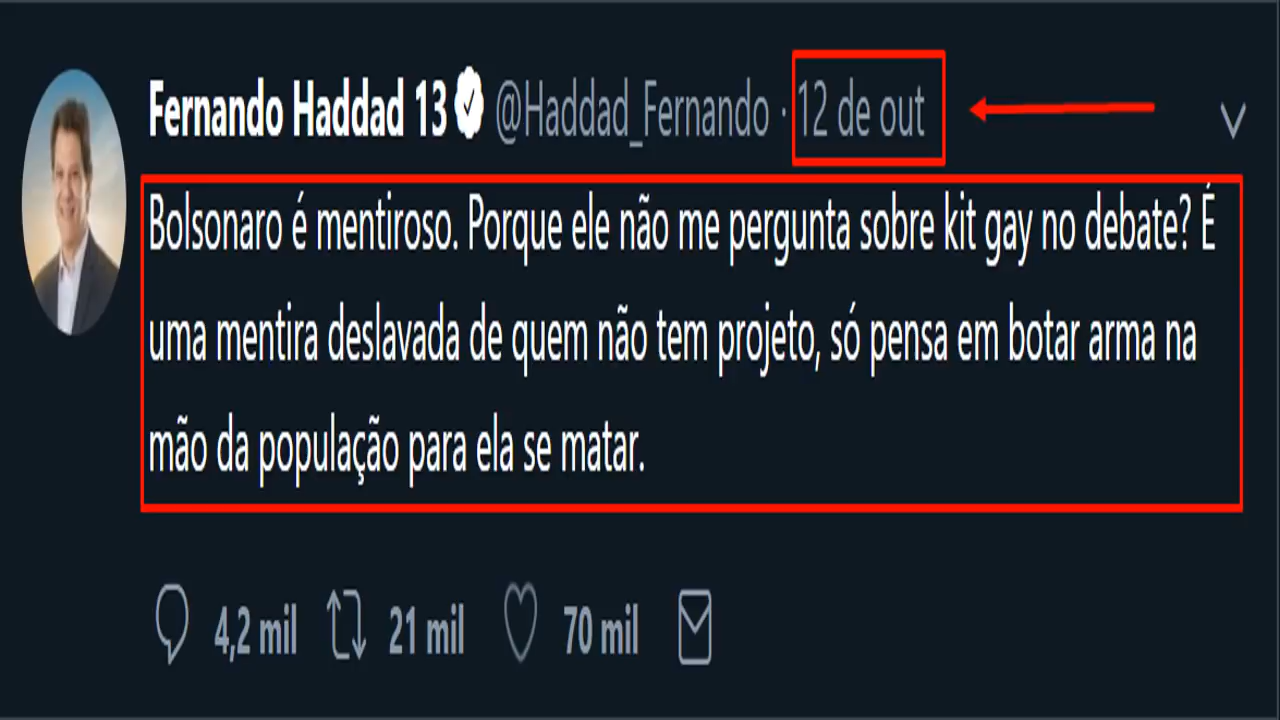 Fernando Haddad 13 @Haddad_Fernando · 12 de out
Bolsonaro é mentiroso. Porque ele não me pergunta sobre kit gay no debate? É
uma mentira deslavada de quem não tem projeto, só pensa em botar arma na
mão da população para ela se matar.
4,2 mil 21 mil 70 mil